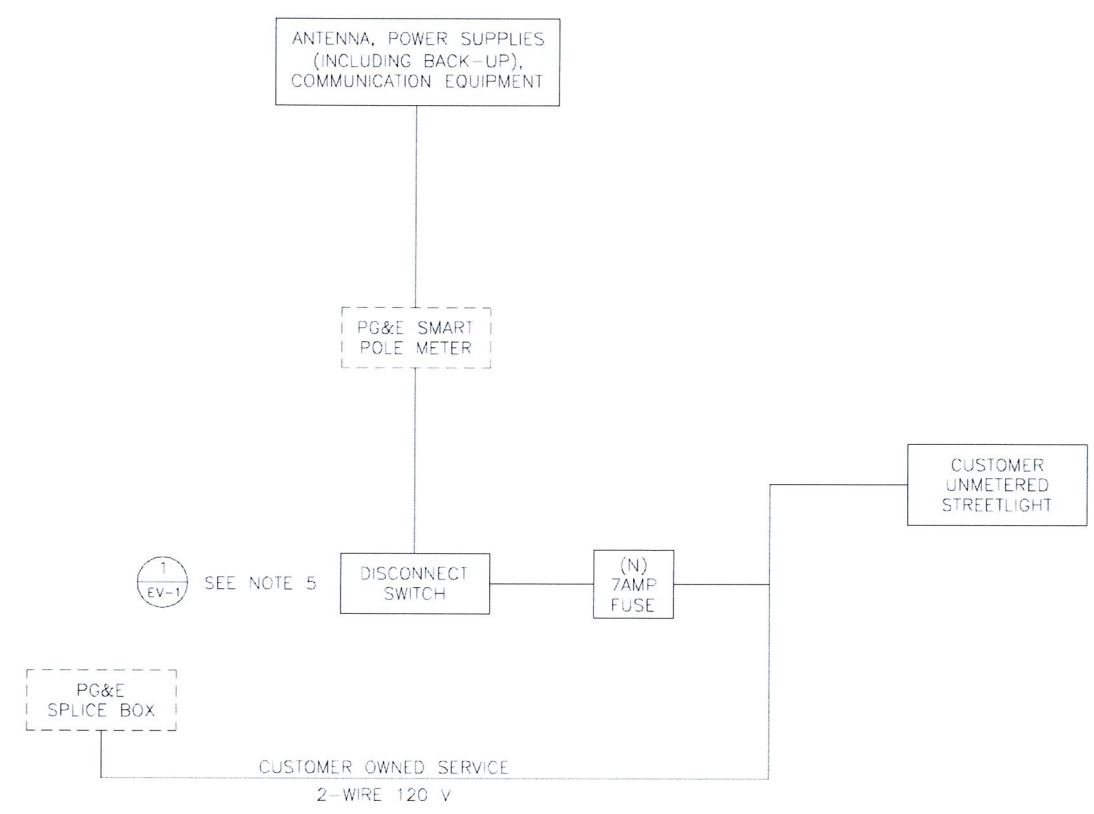 ANTENNA, POWER SUPPLIES
(INCLUDING BACK-UP),
COMMUNICATION EQUIPMENT
PG&E SMART
POLE METER
CUSTOMER
UNMETERED
STREETLIGHT
1
EV-1
SEE NOTE 5
DISCONNECT
SWITCH
(N)
7AMP
FUSE
PG&E
SPLICE BOX
CUSTOMER OWNED SERVICE
2-WIRE 120 V